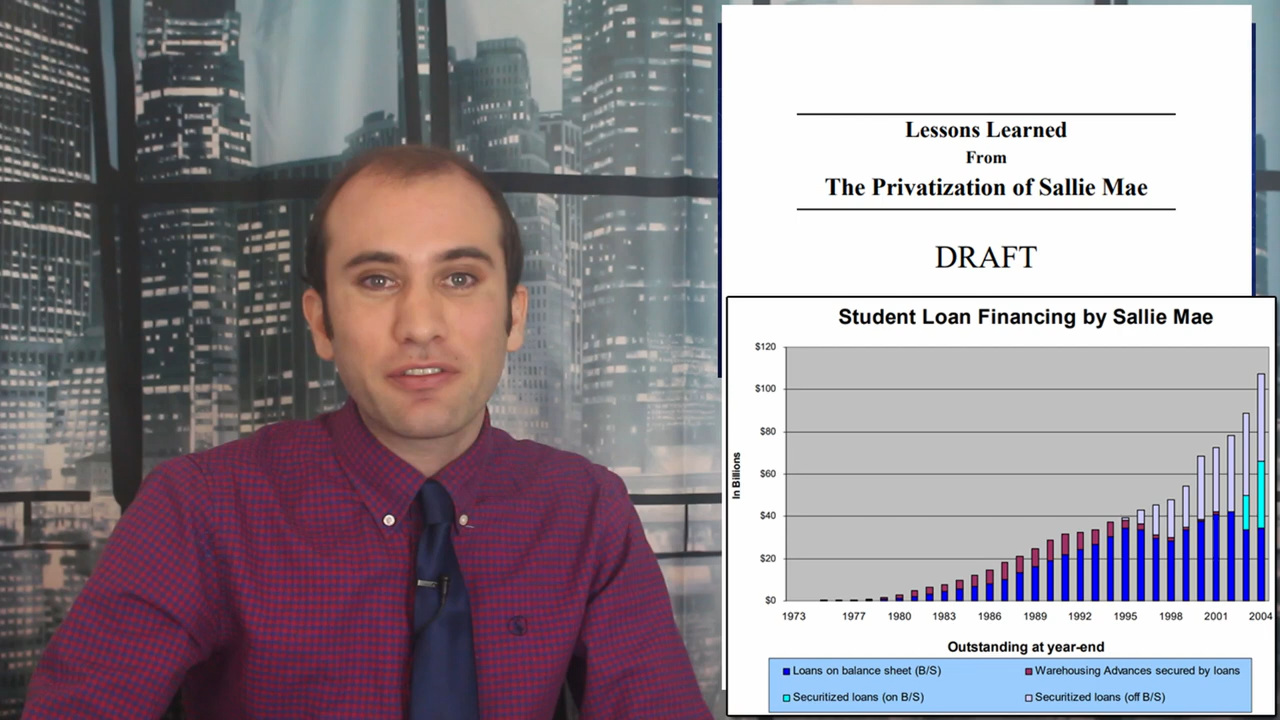 Lessons Learned
From
The Privatization of Sallie Mae
DRAFT
Student Loan Financing by Sallie Mae
$120
$100
$80
$60
$40
$20
$0
In Billions
1973 1977 1980 1983 1986 1989 1992 1995 1998 2001 2004
Outstanding at year-end
Loans on balance sheet (B/S) Warehousing Advances secured by loans
Securitized loans (on B/S) Securitized loans (off B/S)